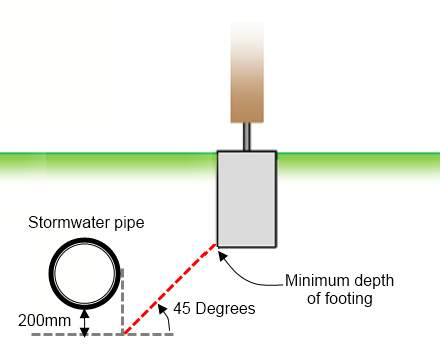 Stormwater pipe
Minimum depth
of footing
45 Degrees
200mm